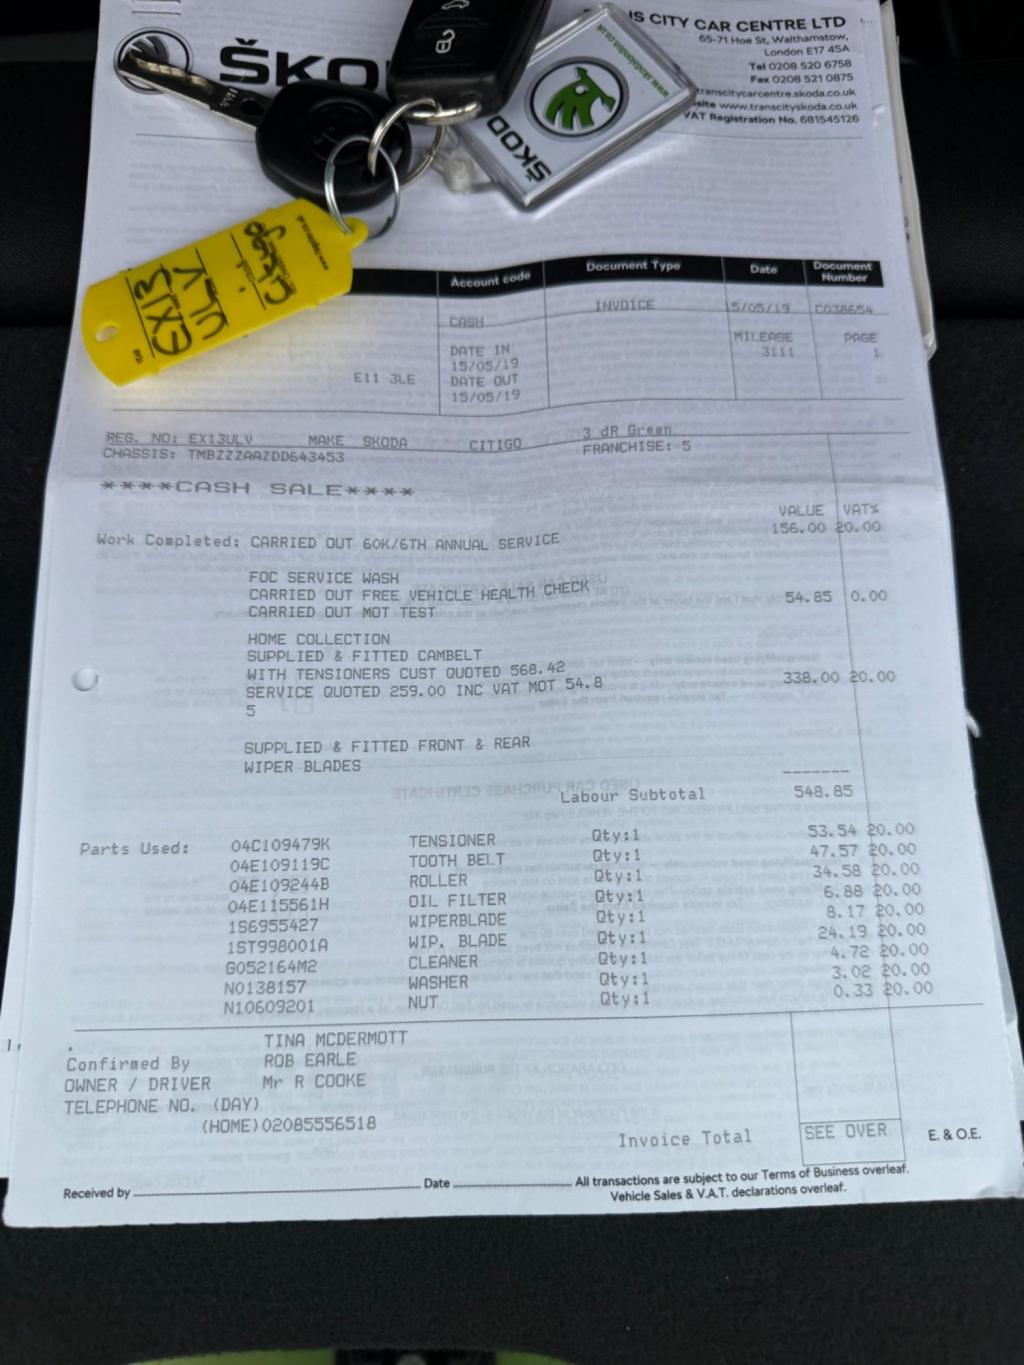 ŠKO
S CITY CAR CENTRE LTD
65-71 Hoe St, Walthamstow,
London E17 4SA
Tel 0208 520 6758
Fax 0208 521 0875
transcitycarcentre.skoda.co.uk
site www.transcityskoda.co.uk
VAT Registration No. 681545126
ŠKOD
EX13
ULV
Skoda
Citigo
Account code Document Type Date Document Number
CASH INVOICE 15/05/19 C038654
DATE IN MILEAGE PAGE
15/05/19 3111 1
E11 3LE DATE OUT
15/05/19
REG. NO: EX13ULV MAKE SKODA CITIGO 3 dR Green
CHASSIS: TMBZZZAAZDD643453 FRANCHISE: 5
****CASH SALE****
VALUE VAT%
Work Completed: CARRIED OUT 60K/6TH ANNUAL SERVICE 156.00 20.00
FOC SERVICE WASH
CARRIED OUT FREE VEHICLE HEALTH CHECK
CARRIED OUT MOT TEST 54.85 0.00
HOME COLLECTION
SUPPLIED & FITTED CAMBELT
WITH TENSIONERS CUST QUOTED 568.42
SERVICE QUOTED 259.00 INC VAT MOT 54.8 338.00 20.00
5
SUPPLIED & FITTED FRONT & REAR
WIPER BLADES
-------
Labour Subtotal 548.85
Parts Used: 04C109479K TENSIONER Qty:1 53.54 20.00
04E109119C TOOTH BELT Qty:1 47.57 20.00
04E109244B ROLLER Qty:1 34.58 20.00
04E115561H OIL FILTER Qty:1 6.88 20.00
1S6955427 WIPERBLADE Qty:1 8.17 20.00
1ST998001A WIP. BLADE Qty:1 24.19 20.00
G052164M2 CLEANER Qty:1 4.72 20.00
N0138157 WASHER Qty:1 3.02 20.00
N10609201 NUT Qty:1 0.33 20.00
. TINA MCDERMOTT
Confirmed By ROB EARLE
OWNER / DRIVER Mr R COOKE
TELEPHONE NO. (DAY)
(HOME)02085556518
Invoice Total SEE OVER E. & O.E.
Received by Date All transactions are subject to our Terms of Business overleaf.
Vehicle Sales & V.A.T. declarations overleaf.